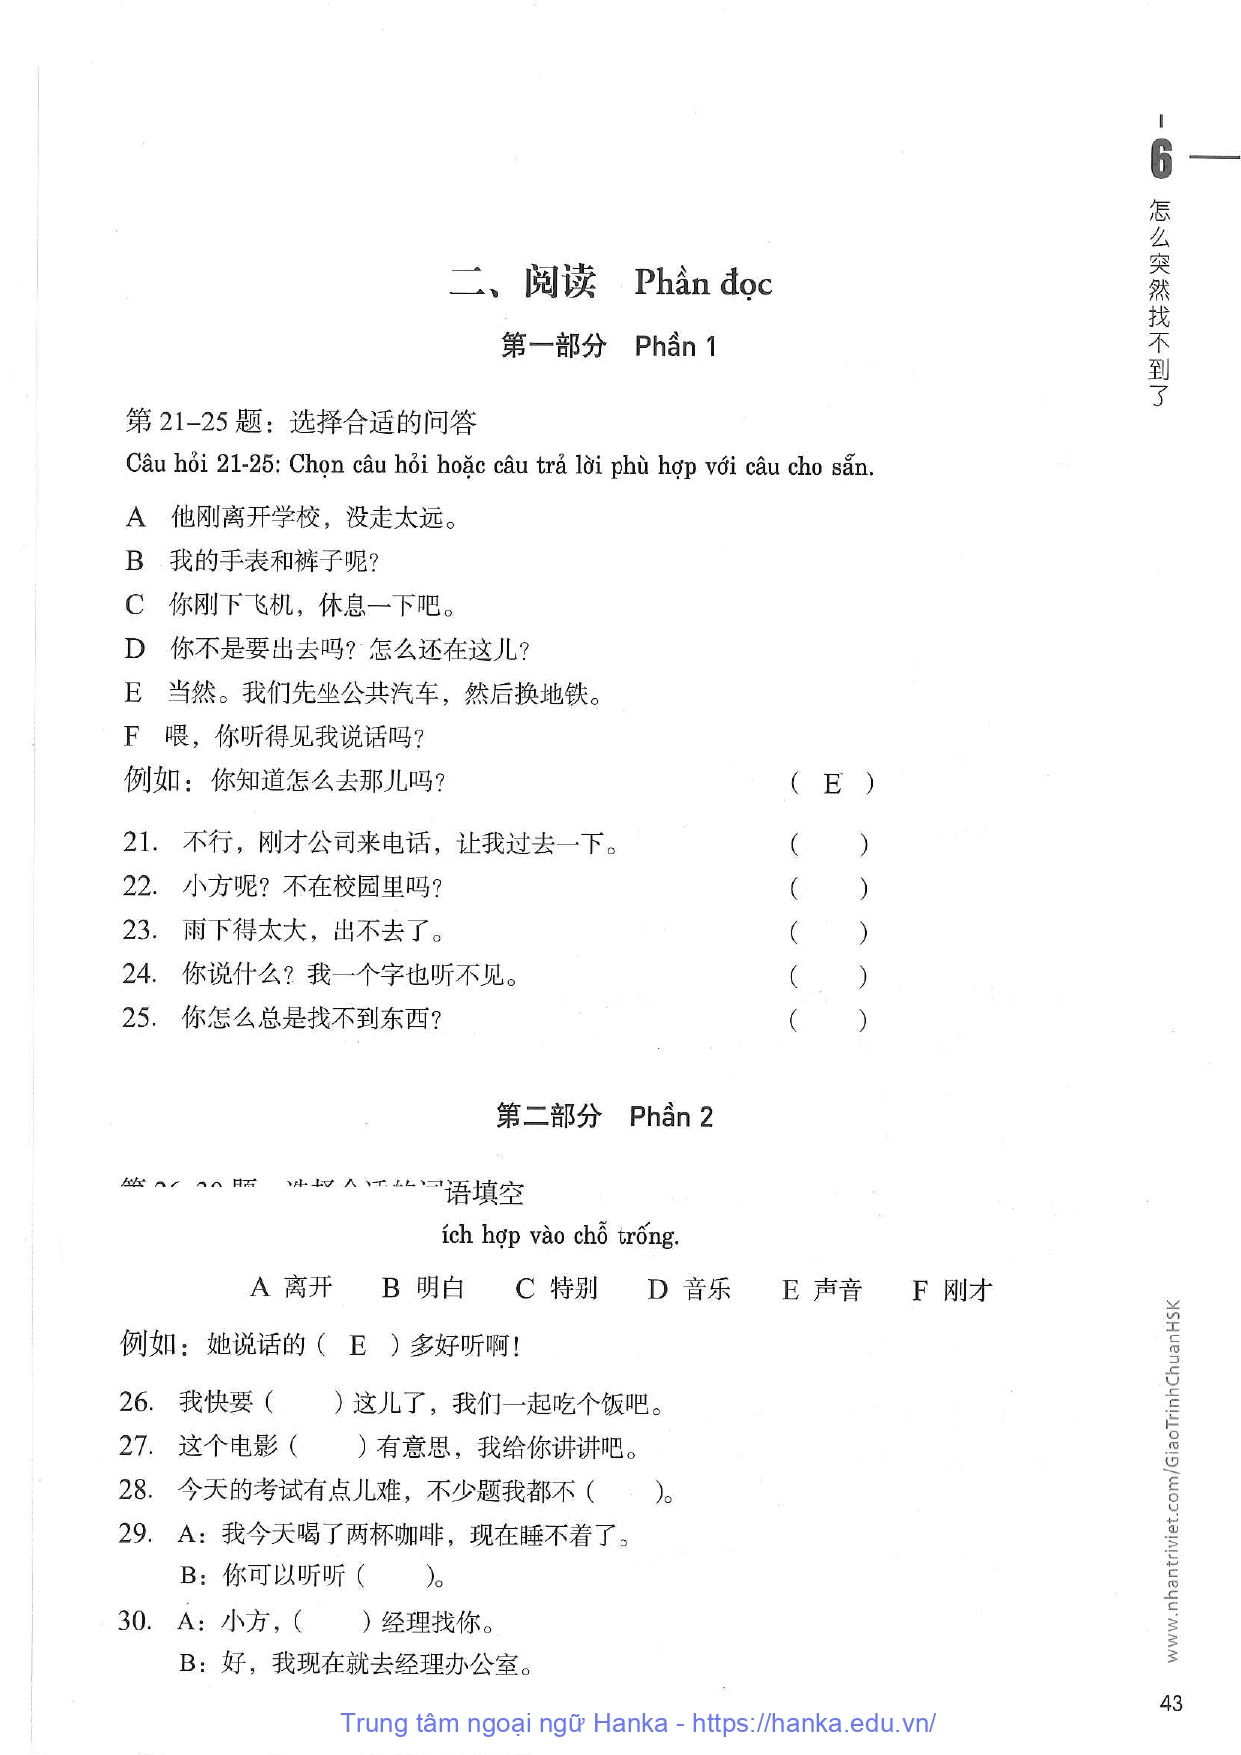 6
怎么突然找不到了
二、阅读 Phần đọc
第一部分 Phần 1
第 21–25 题：选择合适的问答
Câu hỏi 21-25: Chọn câu hỏi hoặc câu trả lời phù hợp với câu cho sẵn.
A 他刚离开学校，没走太远。
B 我的手表和裤子呢？
C 你刚下飞机，休息一下吧。
D 你不是要出去吗？怎么还在这儿？
E 当然。我们先坐公共汽车，然后换地铁。
F 喂，你听得见我说话吗？
例如：你知道怎么去那儿吗？ （ E ）
21. 不行，刚才公司来电话，让我过去一下。 （ ）
22. 小方呢？不在校园里吗？ （ ）
23. 雨下得太大，出不去了。 （ ）
24. 你说什么？我一个字也听不见。 （ ）
25. 你怎么总是找不到东西？ （ ）
第二部分 Phần 2
语填空
ích hợp vào chỗ trống.
A 离开 B 明白 C 特别 D 音乐 E 声音 F 刚才
例如：她说话的（ E ）多好听啊！
26. 我快要（ ）这儿了，我们一起吃个饭吧。
27. 这个电影（ ）有意思，我给你讲讲吧。
28. 今天的考试有点儿难，不少题我都不（ ）。
29. A：我今天喝了两杯咖啡，现在睡不着了。
B：你可以听听（ ）。
30. A：小方，（ ）经理找你。
B：好，我现在就去经理办公室。
www.nhantriviet.com/GiaoTrinhChuanHSK
43
Trung tâm ngoại ngữ Hanka - https://hanka.edu.vn/